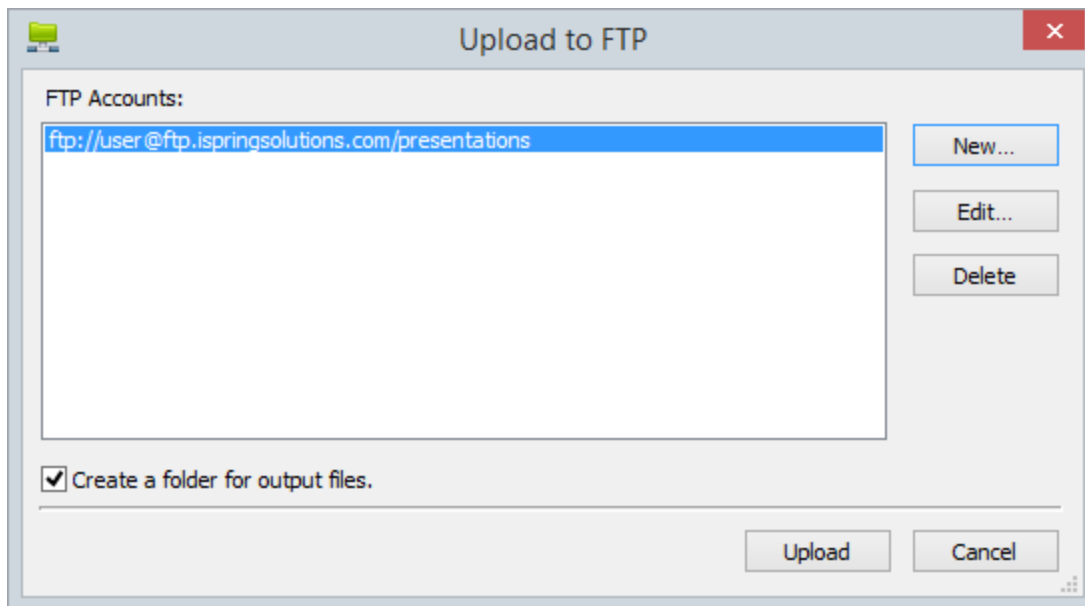 Upload to FTP
FTP Accounts:
ftp://user@ftp.ispringsolutions.com/presentations
New...
Edit...
Delete
Create a folder for output files.
Upload
Cancel